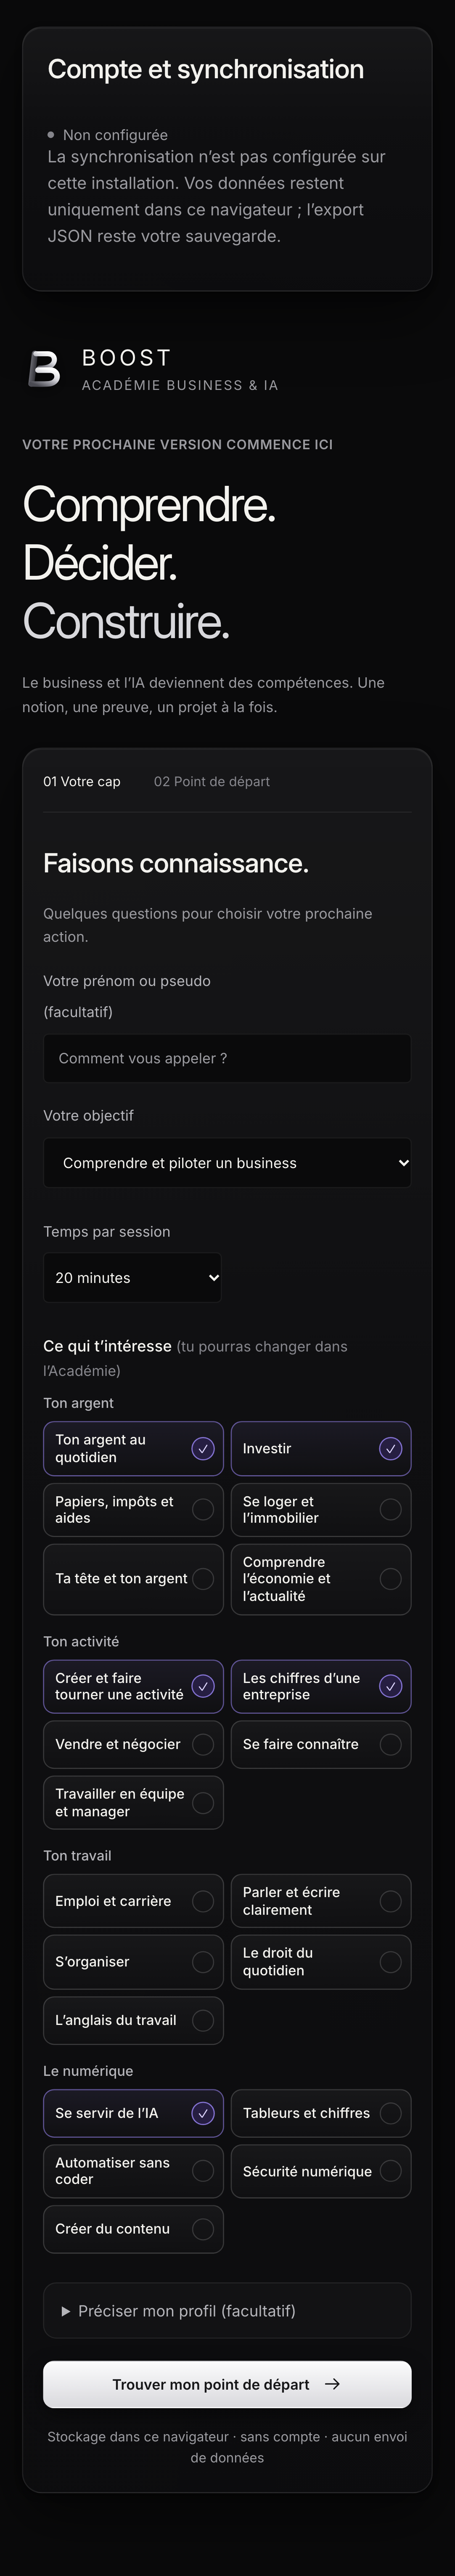 Compte et synchronisation
Non configurée
La synchronisation n’est pas configurée sur
cette installation. Vos données restent
uniquement dans ce navigateur ; l’export
JSON reste votre sauvegarde.
B
BOOST
ACADÉMIE BUSINESS & IA
VOTRE PROCHAINE VERSION COMMENCE ICI
Comprendre.
Décider.
Construire.
Le business et l’IA deviennent des compétences. Une
notion, une preuve, un projet à la fois.
01 Votre cap
02 Point de départ
Faisons connaissance.
Quelques questions pour choisir votre prochaine
action.
Votre prénom ou pseudo
(facultatif)
Comment vous appeler ?
Votre objectif
Comprendre et piloter un business
Temps par session
20 minutes
Ce qui t’intéresse (tu pourras changer dans
l’Académie)
Ton argent
Ton argent au
quotidien
Investir
Papiers, impôts et
aides
Se loger et
l’immobilier
Ta tête et ton argent
Comprendre
l’économie et
l’actualité
Ton activité
Créer et faire
tourner une activité
Les chiffres d’une
entreprise
Vendre et négocier
Se faire connaître
Travailler en équipe
et manager
Ton travail
Emploi et carrière
Parler et écrire
clairement
S’organiser
Le droit du
quotidien
L’anglais du travail
Le numérique
Se servir de l’IA
Tableurs et chiffres
Automatiser sans
coder
Sécurité numérique
Créer du contenu
Préciser mon profil (facultatif)
Trouver mon point de départ →
Stockage dans ce navigateur · sans compte · aucun envoi
de données